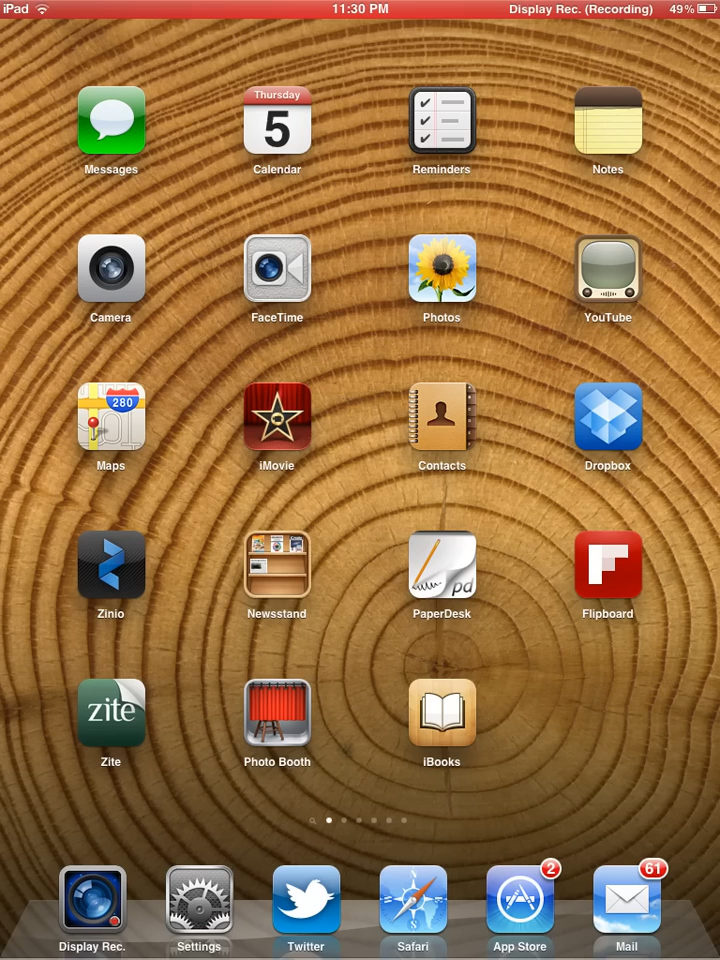 iPad 11:30 PM Display Rec. (Recording) 49%
Thursday
5
Messages Calendar Reminders Notes
Camera FaceTime Photos YouTube
280
Maps iMovie Contacts Dropbox
pd
Zinio Newsstand PaperDesk Flipboard
zite
Zite Photo Booth iBooks
2 61
Display Rec. Settings Twitter Safari App Store Mail